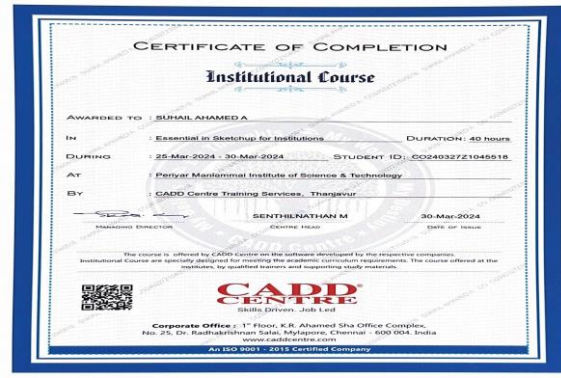 CERTIFICATE OF COMPLETION
Institutional Course
AWARDED TO : SUHAIL AHAMED A
IN : Essential in Sketchup for Institutions DURATION: 40 hours
DURING : 25-Mar-2024 - 30-Mar-2024 STUDENT ID: CO240327Z1045518
AT : Periyar Maniommai Institute of Science & Technology
BY : CADD Centre Training Services, Thanjavur
SENTHILNATHAN M 30-Mar-2024
MANAGING DIRECTOR CENTRE HEAD DATE OF ISSUE
The course is offered by CADD Centre on the software developed by the respective companies.
Institutional Course are specially designed for meeting the academic curriculum requirements. The course offered at the
institutes, by qualified trainers and supporting study materials.
CADD
CENTRE
Skills Driven. Job Led
Corporate Office : 1st Floor, K.R. Ahamed Sha Office Complex,
No. 25, Dr. Radhakrishnan Salai, Mylapore, Chennai - 600 004. India
www.caddcentre.com
An ISO 9001 - 2015 Certified Company